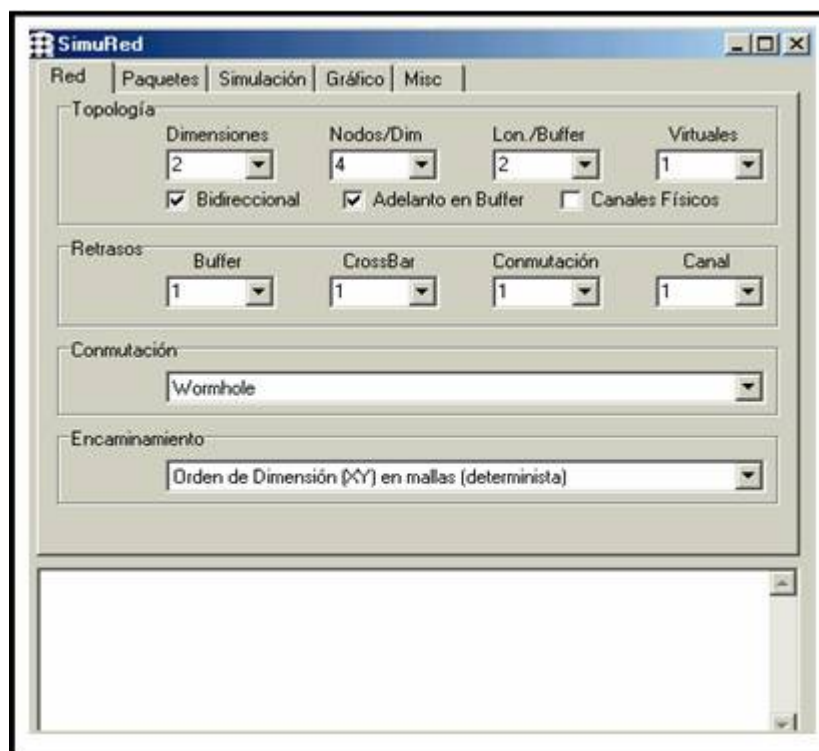 SimuRed
Red Paquetes Simulación Gráfico Misc
Topología
Dimensiones Nodos/Dim Lon./Buffer Virtuales
2 4 2 1
Bidireccional Adelanto en Buffer Canales Físicos
Retrasos
Buffer CrossBar Conmutación Canal
1 1 1 1
Conmutación
Wormhole
Encaminamiento
Orden de Dimensión (XY) en mallas (determinista)